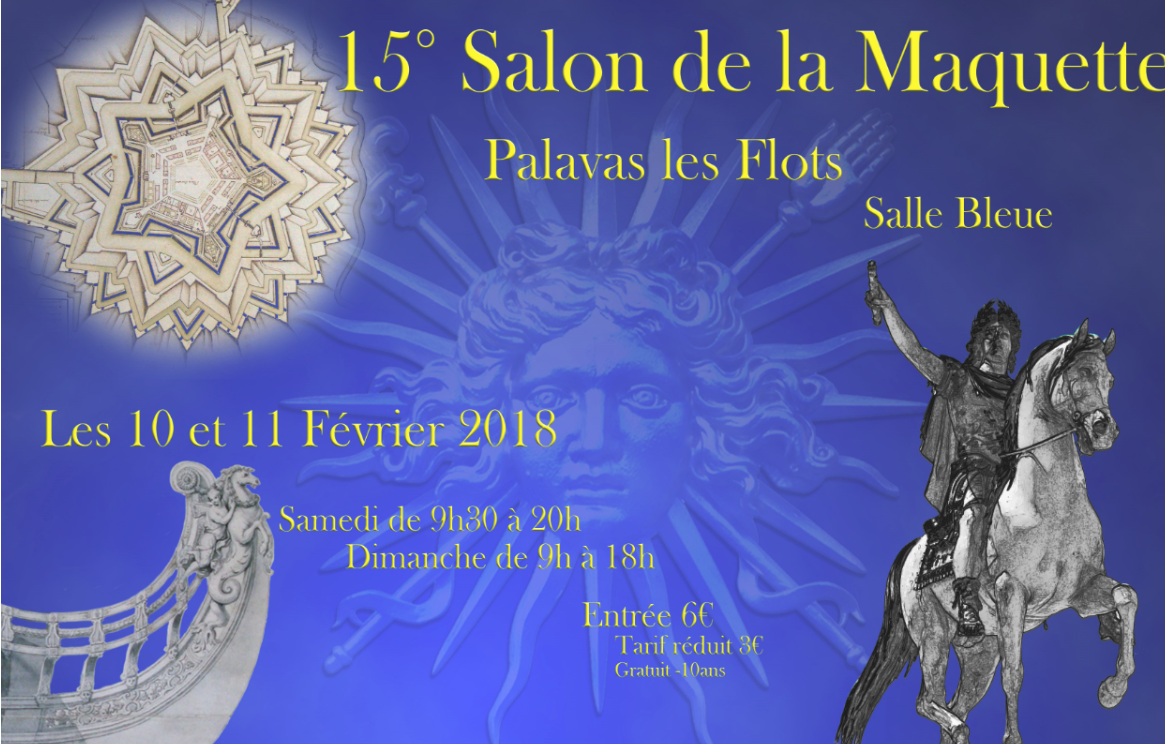 15° Salon de la Maquette
Palavas les Flots
Salle Bleue
Les 10 et 11 Février 2018
Samedi de 9h30 à 20h
Dimanche de 9h à 18h
Entrée 6€
Tarif réduit 3€
Gratuit -10ans